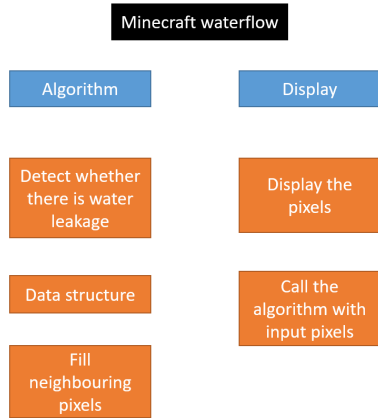 Minecraft waterflow
Algorithm
Display
Detect whether
there is water
leakage
Display the
pixels
Data structure
Call the
algorithm with
input pixels
Fill
neighbouring
pixels